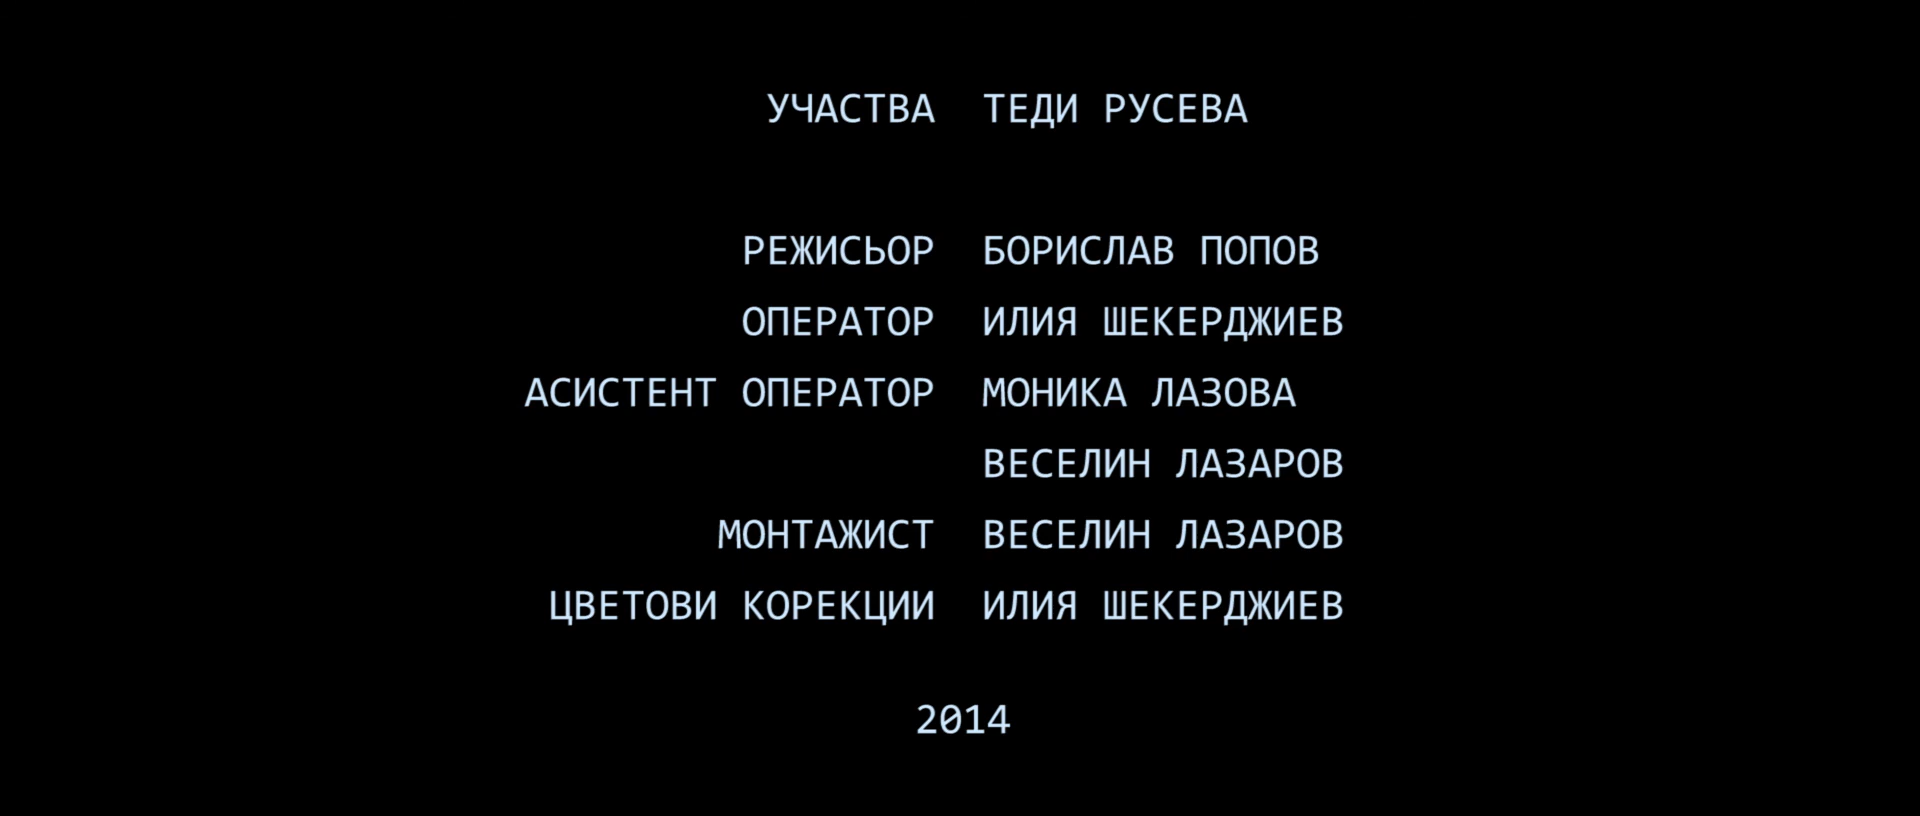 УЧАСТВА ТЕДИ РУСЕВА
РЕЖИСЬОР БОРИСЛАВ ПОПОВ
ОПЕРАТОР ИЛИЯ ШЕКЕРДЖИЕВ
АСИСТЕНТ ОПЕРАТОР МОНИКА ЛАЗОВА
ВЕСЕЛИН ЛАЗАРОВ
МОНТАЖИСТ ВЕСЕЛИН ЛАЗАРОВ
ЦВЕТОВИ КОРЕКЦИИ ИЛИЯ ШЕКЕРДЖИЕВ
2014